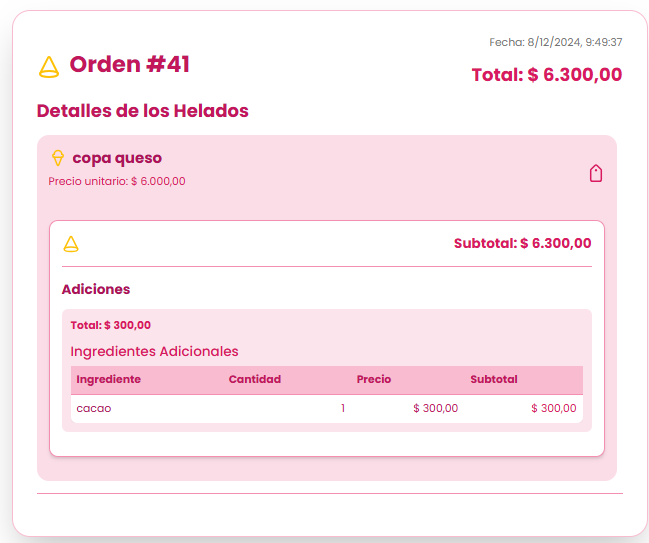 Fecha: 8/12/2024, 9:49:37
Orden #41
Total: $ 6.300,00
Detalles de los Helados
copa queso
Precio unitario: $ 6.000,00
Subtotal: $ 6.300,00
Adiciones
Total: $ 300,00
Ingredientes Adicionales
Ingrediente Cantidad Precio Subtotal
cacao 1 $ 300,00 $ 300,00